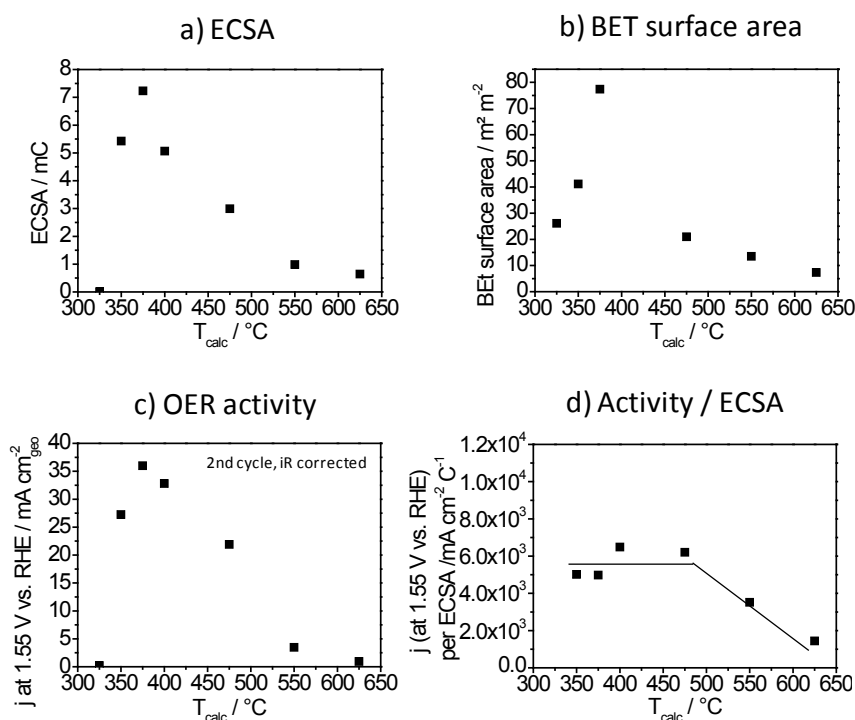 a) ECSA
8
7
6
5
4
3
2
1
0
ECSA / mC
300 350 400 450 500 550 600 650
T_calc / °C
b) BET surface area
80
70
60
50
40
30
20
10
0
BEt surface area / m² m⁻²
300 350 400 450 500 550 600 650
T_calc / °C
c) OER activity
40
35
30
25
20
15
10
5
0
j at 1.55 V vs. RHE / mA cm⁻²geo
2nd cycle, iR corrected
300 350 400 450 500 550 600 650
T_calc / °C
d) Activity / ECSA
1.2x10⁴
1.0x10⁴
8.0x10³
6.0x10³
4.0x10³
2.0x10³
0.0
j (at 1.55 V vs. RHE)
per ECSA /mA cm⁻² C⁻¹
300 350 400 450 500 550 600 650
T_calc / °C